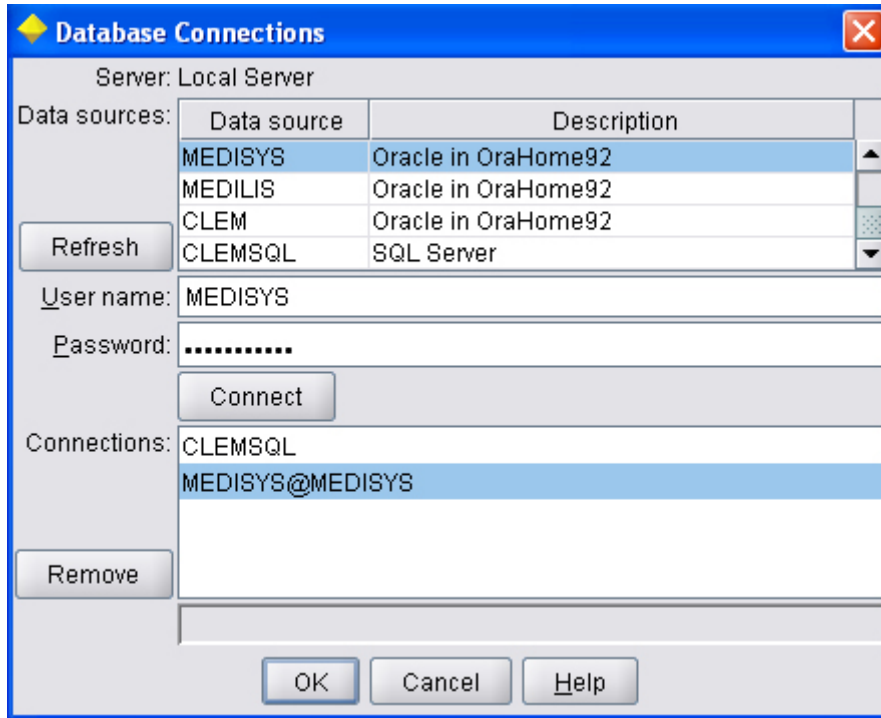 Database Connections
Server: Local Server
Data sources:
Data source Description
MEDISYS Oracle in OraHome92
MEDILIS Oracle in OraHome92
CLEM Oracle in OraHome92
CLEMSQL SQL Server
Refresh
User name: MEDISYS
Password: •••••••••••
Connect
Connections: CLEMSQL
MEDISYS@MEDISYS
Remove
OK Cancel Help